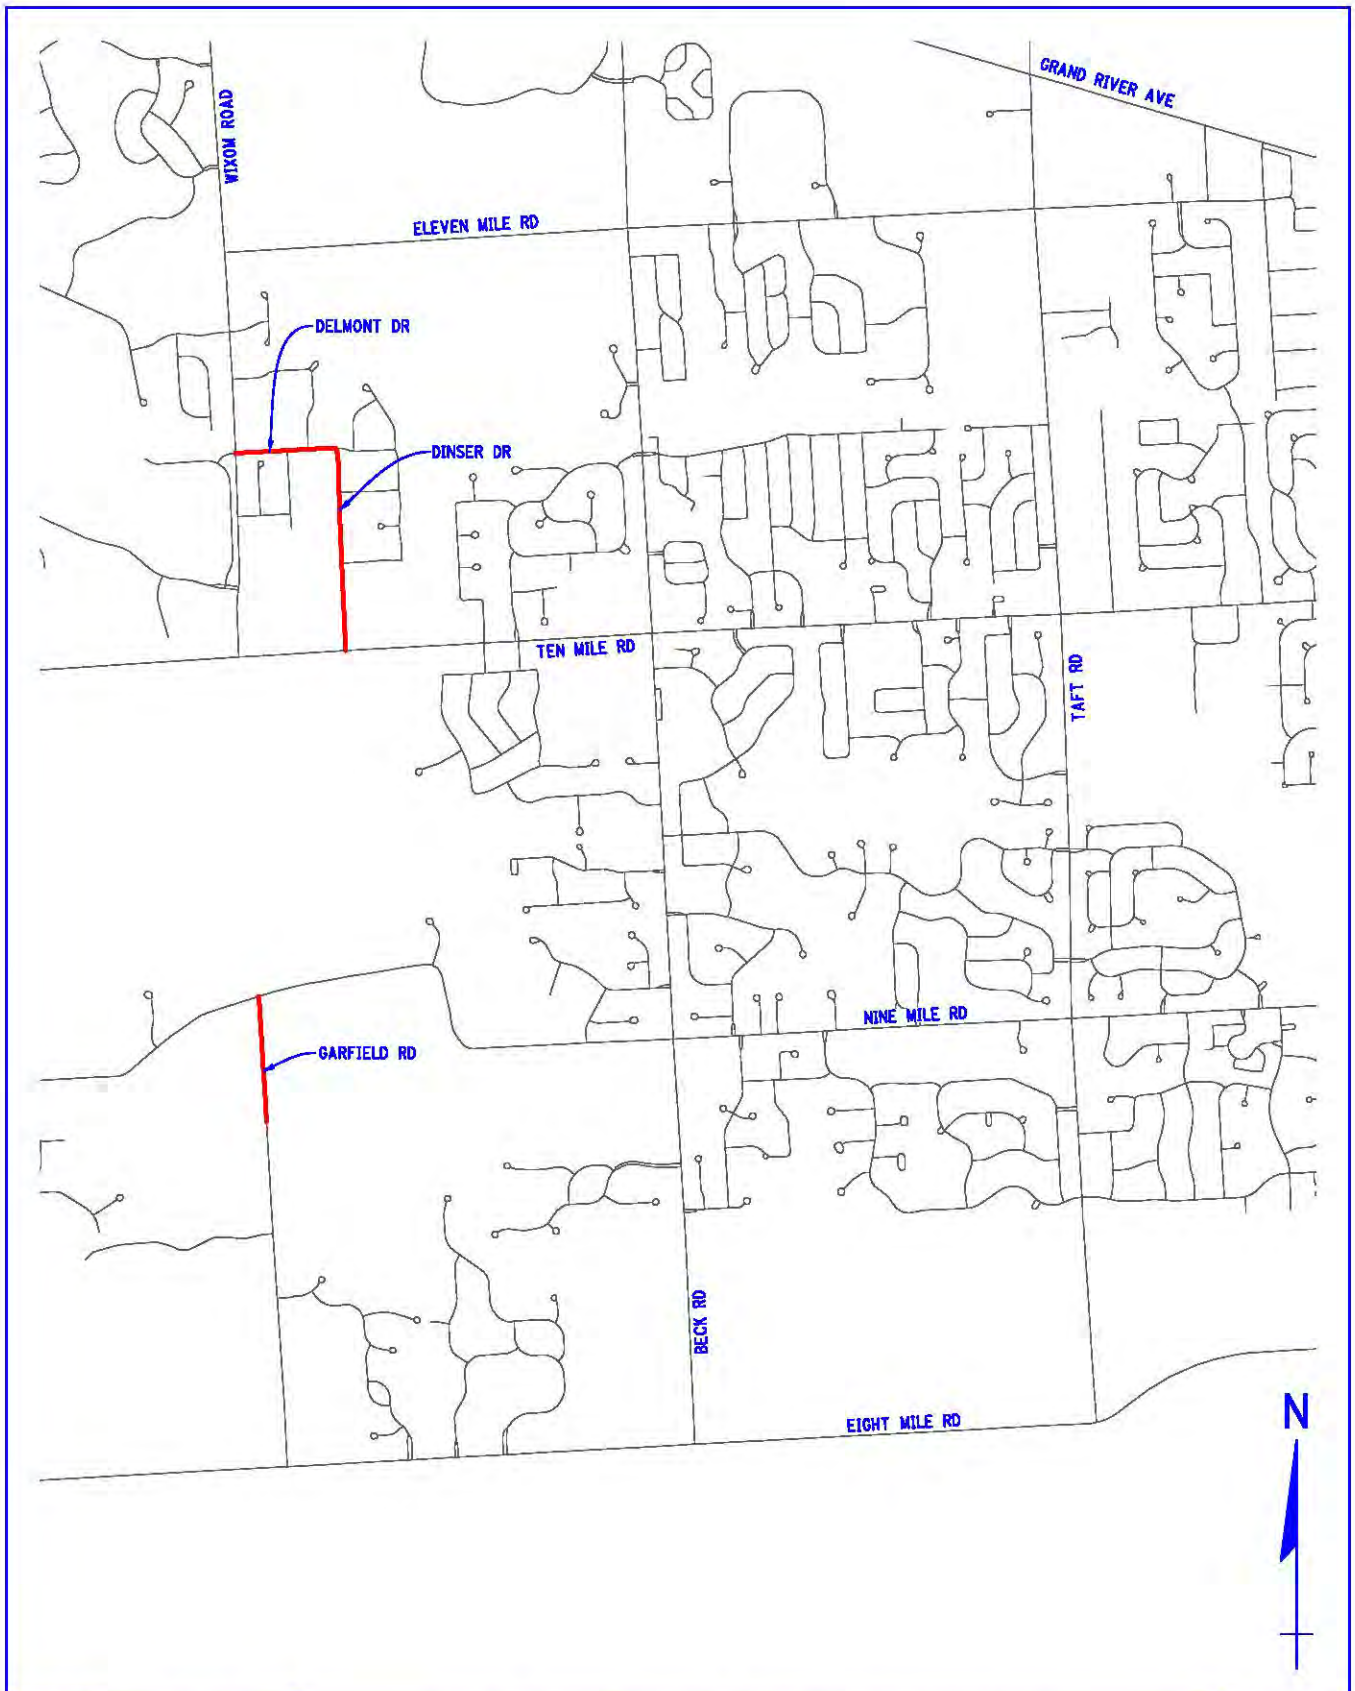 GRAND RIVER AVE
WIXOM ROAD
ELEVEN MILE RD
DELMONT DR
DINSER DR
TEN MILE RD
TAFT RD
NINE MILE RD
GARFIELD RD
BECK RD
EIGHT MILE RD
N